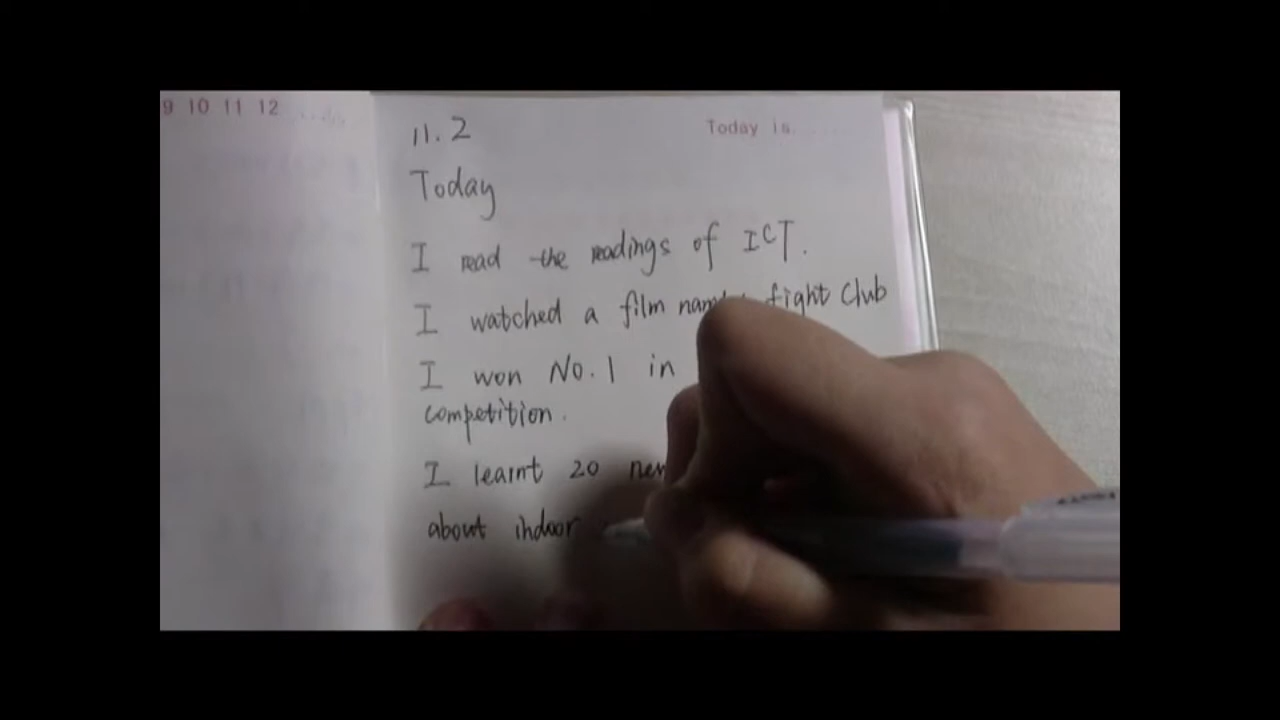 9 10 11 12
Today is
11.2
Today
I read the readings of ICT.
I watched a film fight Club
I won No.1 in
competition.
I learnt 20
about indoor